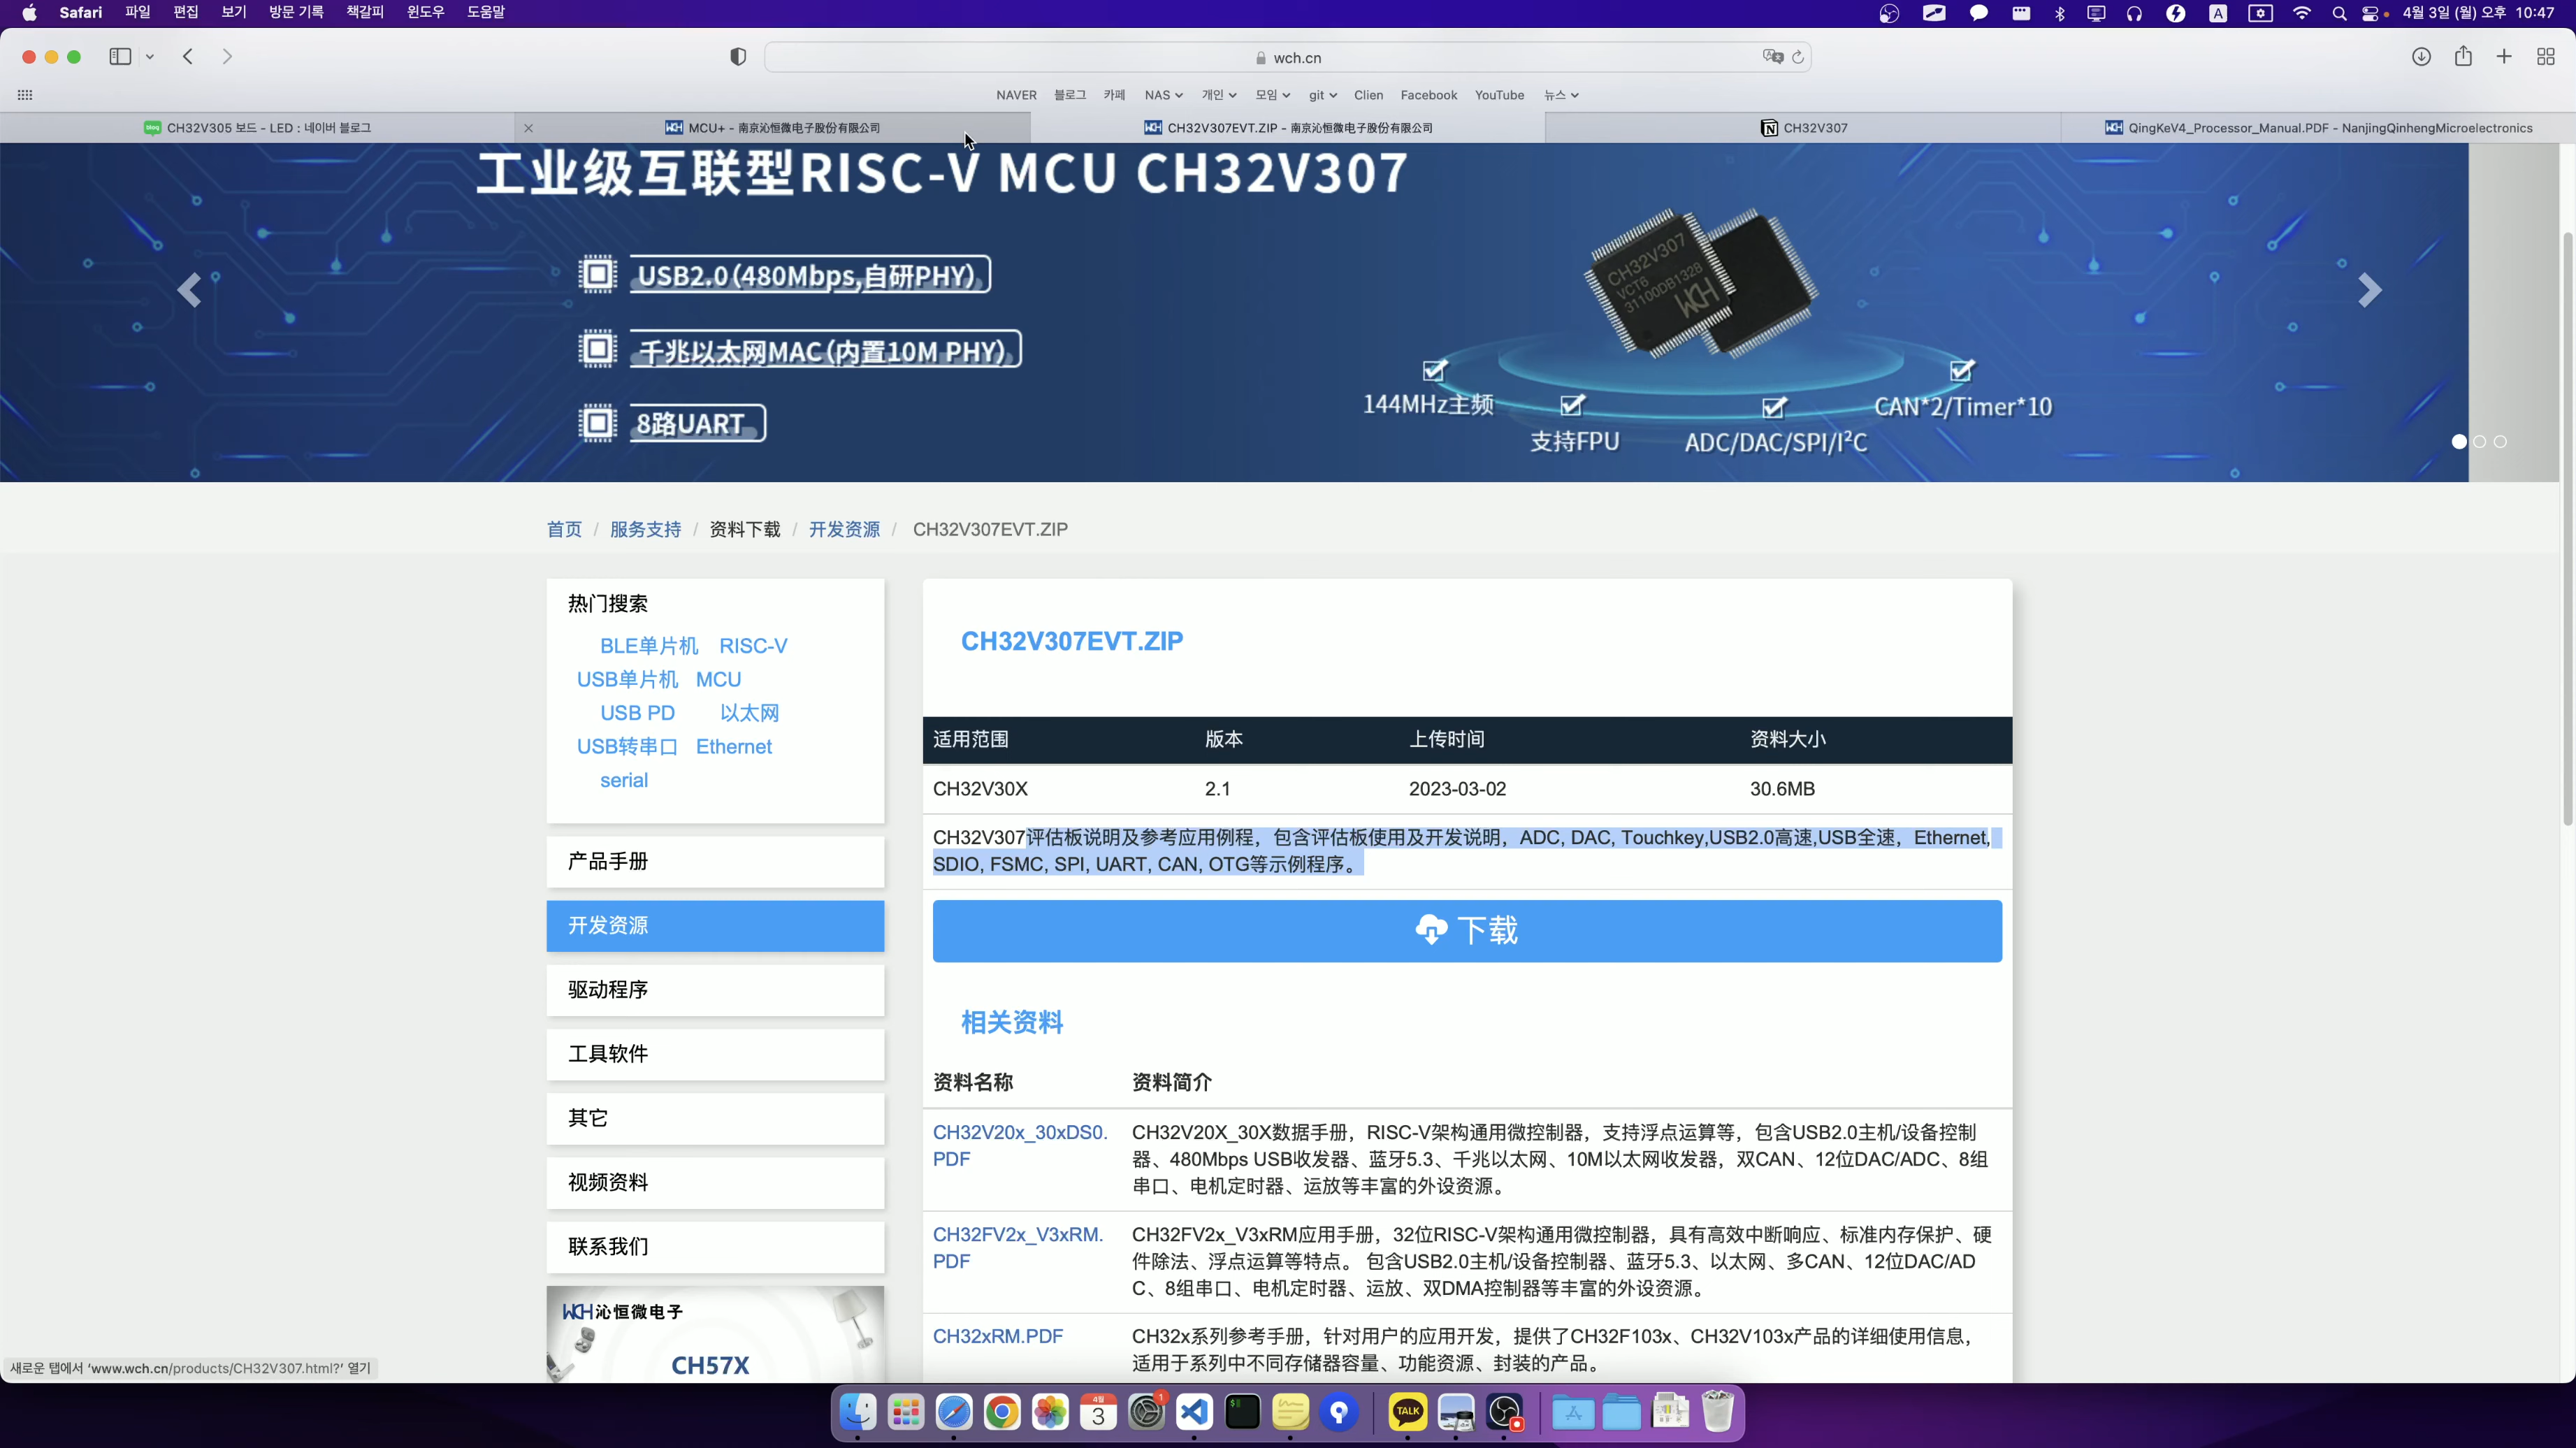 Safari 파일 편집 보기 방문 기록 책갈피 윈도우 도움말
4월 3일 (월) 오후 10:47
wch.cn
NAVER 블로그 카페 NAS 개인 모임 git Clien Facebook YouTube 뉴스
CH32V305 보드 - LED : 네이버 블로그
MCU+ - 南京沁恒微电子股份有限公司
CH32V307EVT.ZIP - 南京沁恒微电子股份有限公司
CH32V307
QingKeV4_Processor_Manual.PDF - NanjingQinhengMicroelectronics
工业级互联型RISC-V MCU CH32V307
USB2.0(480Mbps,自研PHY)
千兆以太网MAC(内置10M PHY)
8路UART
CH32V307
VCT6
31100DB1328
WCH
144MHz主频
支持FPU
ADC/DAC/SPI/I²C
CAN*2/Timer*10
首页 / 服务支持 / 资料下载 / 开发资源 / CH32V307EVT.ZIP
热门搜索
BLE单片机 RISC-V
USB单片机 MCU
USB PD 以太网
USB转串口 Ethernet
serial
产品手册
开发资源
驱动程序
工具软件
其它
视频资料
联系我们
WCH沁恒微电子
CH57X
CH32V307EVT.ZIP
适用范围 版本 上传时间 资料大小
CH32V30X 2.1 2023-03-02 30.6MB
CH32V307评估板说明及参考应用例程，包含评估板使用及开发说明，ADC, DAC, Touchkey,USB2.0高速,USB全速，Ethernet,
SDIO, FSMC, SPI, UART, CAN, OTG等示例程序。
下载
相关资料
资料名称 资料简介
CH32V20x_30xDS0.
PDF
CH32V20X_30X数据手册，RISC-V架构通用微控制器，支持浮点运算等，包含USB2.0主机/设备控制
器、480Mbps USB收发器、蓝牙5.3、千兆以太网、10M以太网收发器，双CAN、12位DAC/ADC、8组
串口、电机定时器、运放等丰富的外设资源。
CH32FV2x_V3xRM.
PDF
CH32FV2x_V3xRM应用手册，32位RISC-V架构通用微控制器，具有高效中断响应、标准内存保护、硬
件除法、浮点运算等特点。 包含USB2.0主机/设备控制器、蓝牙5.3、以太网、多CAN、12位DAC/AD
C、8组串口、电机定时器、运放、双DMA控制器等丰富的外设资源。
CH32xRM.PDF
CH32x系列参考手册，针对用户的应用开发，提供了CH32F103x、CH32V103x产品的详细使用信息，
适用于系列中不同存储器容量、功能资源、封装的产品。
새로운 탭에서 ‘www.wch.cn/products/CH32V307.html?’ 열기
4월
3
1
TALK